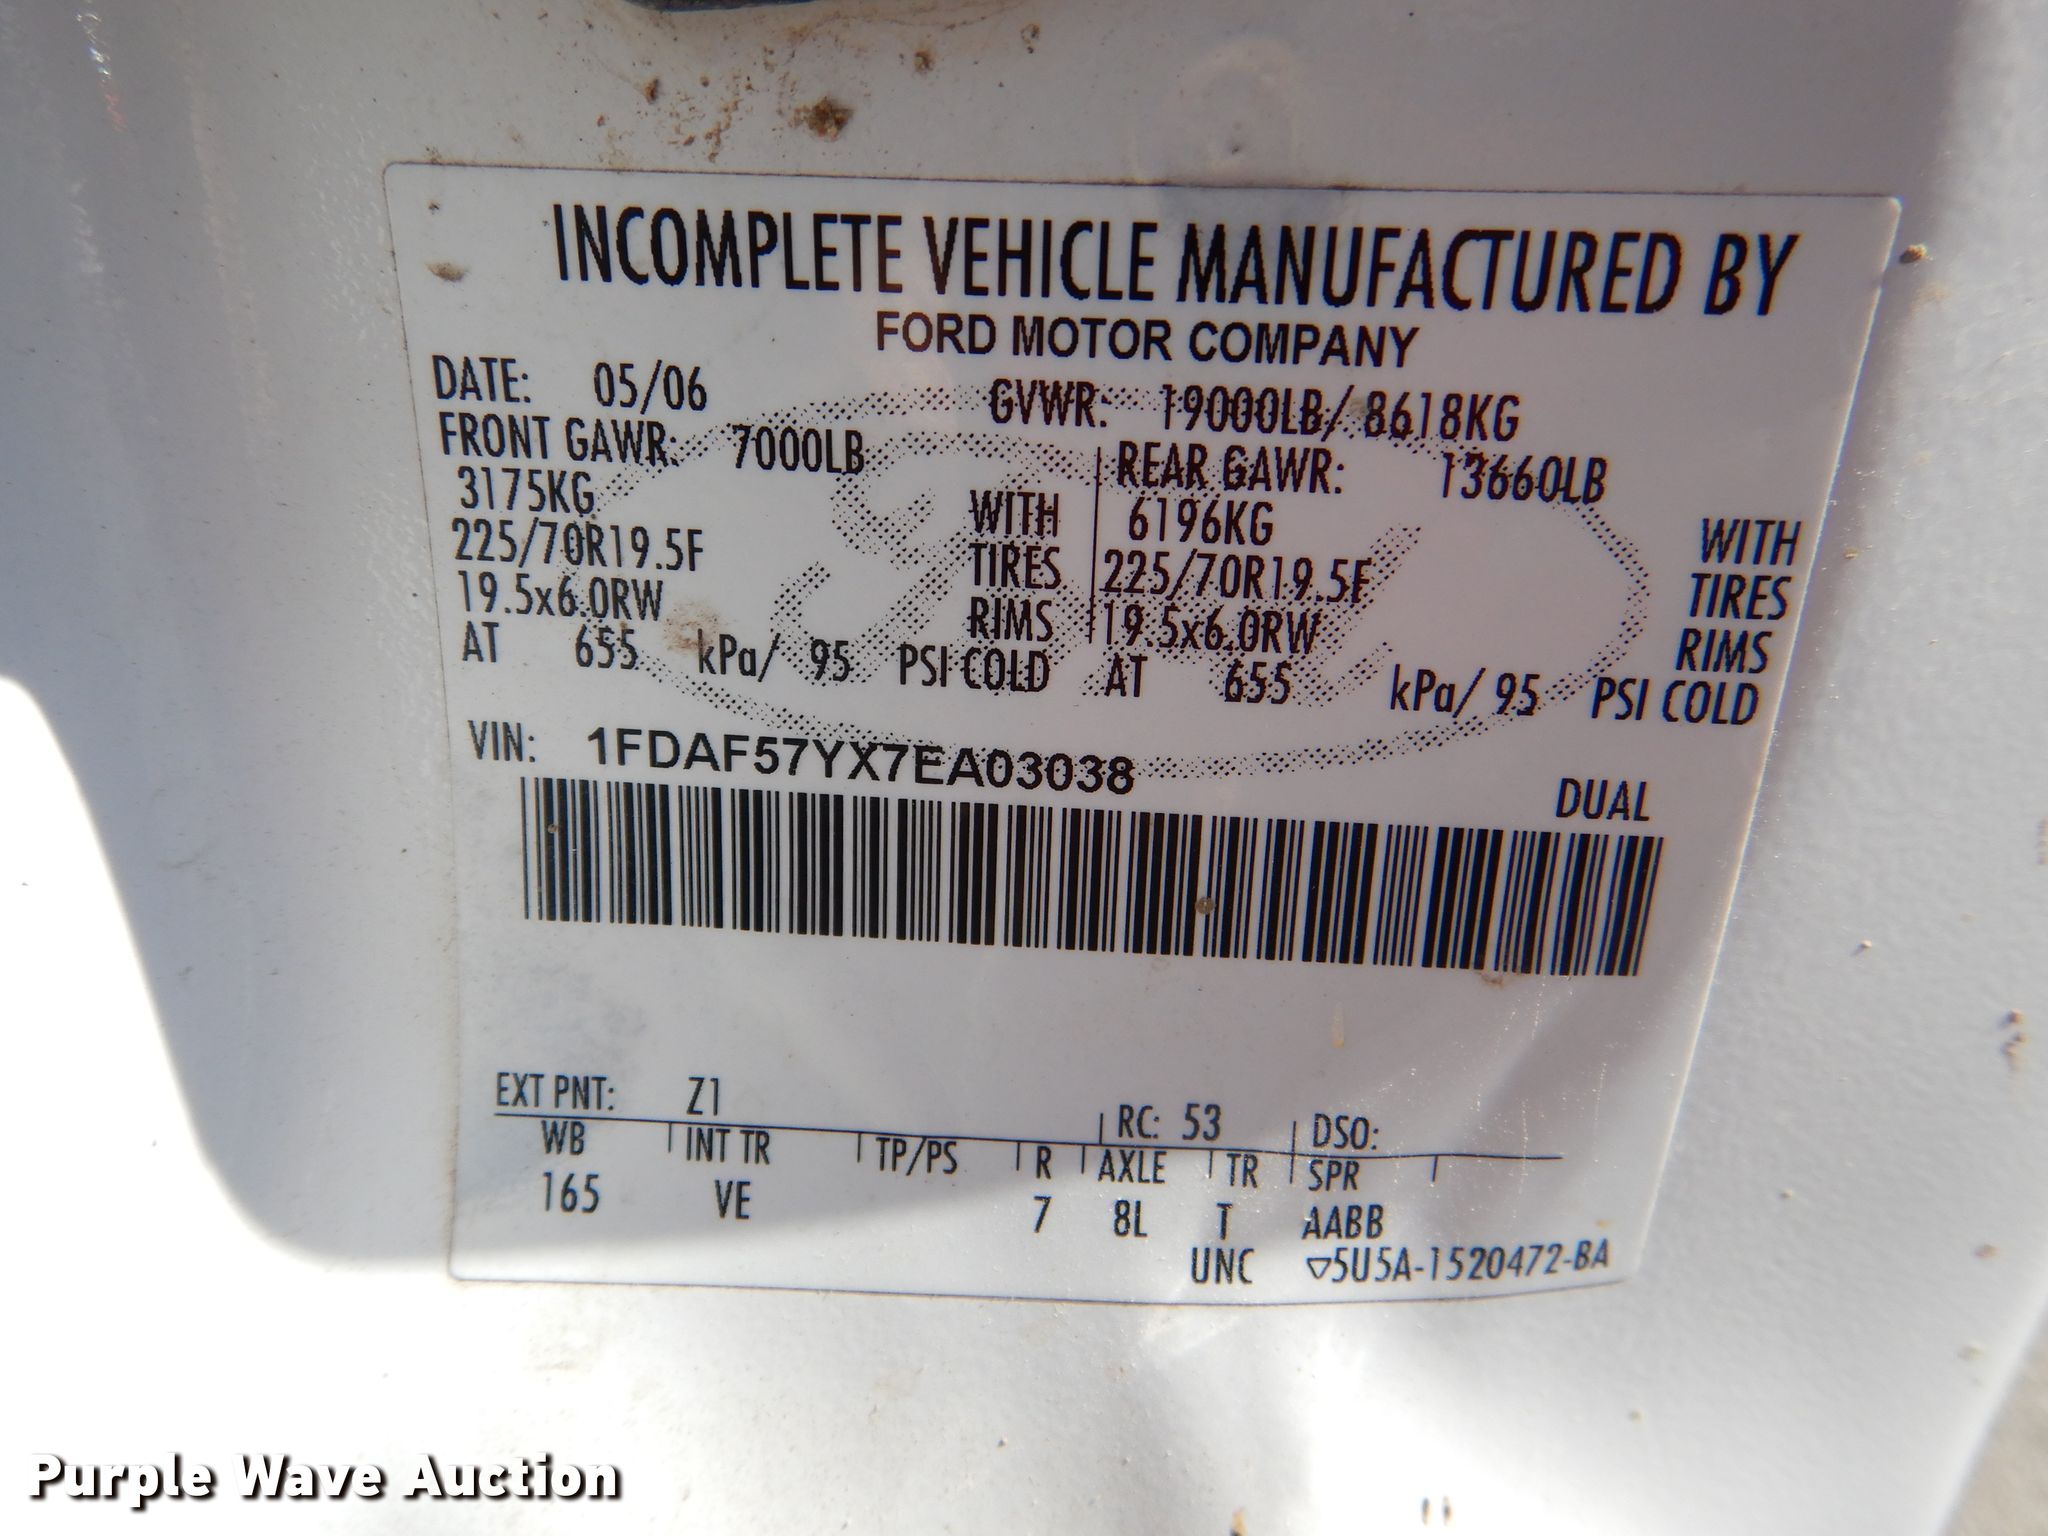 INCOMPLETE VEHICLE MANUFACTURED BY
FORD MOTOR COMPANY
DATE: 05/06
GVWR: 19000LB/ 8618KG
FRONT GAWR: 7000LB
3175KG WITH
225/70R19.5F TIRES
19.5x6.0RW RIMS
AT 655 kPa/ 95 PSI COLD
REAR GAWR: 13660LB
6196KG WITH
225/70R19.5F TIRES
19.5x6.0RW RIMS
AT 655 kPa/ 95 PSI COLD
VIN: 1FDAF57YX7EA03038
DUAL
EXT PNT: Z1 RC: 53 DSO:
WB INT TR TP/PS R AXLE TR SPR
165 VE 7 8L T AABB
UNC ▽5U5A-1520472-BA
Purple Wave Auction